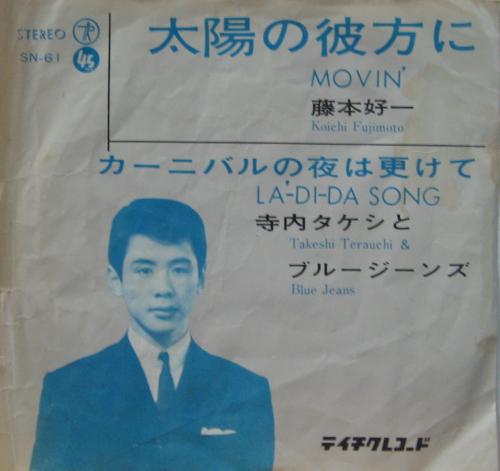 STEREO
45
SN-61
太陽の彼方に
MOVIN'
藤本好一
Koichi Fujimoto
カーニバルの夜は更けて
LA-DI-DA SONG
寺内タケシと
Takeshi Terauchi &
ブルージーンズ
Blue Jeans
テイチクレコード